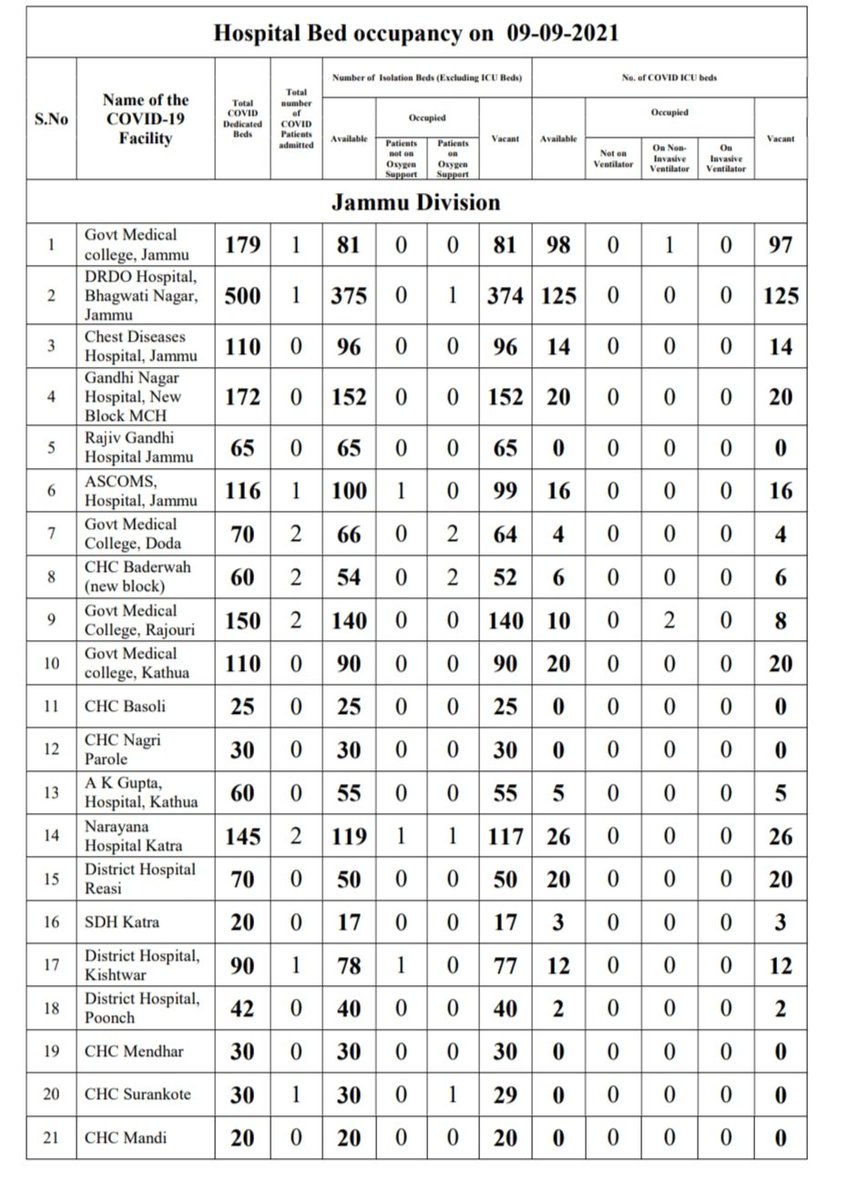 Hospital Bed occupancy on 09-09-2021
S.No
Name of the
COVID-19
Facility
Total
COVID
Dedicated
Beds
Total
number
of
COVID
Patients
admitted
Number of Isolation Beds (Excluding ICU Beds)
No. of COVID ICU beds
Available
Occupied
Vacant
Available
Occupied
Vacant
Patients
not on
Oxygen
Support
Patients
on
Oxygen
Support
Not on
Ventilator
On Non-
Invasive
Ventilator
On
Invasive
Ventilator
Jammu Division
1 Govt Medical
college, Jammu 179 1 81 0 0 81 98 0 1 0 97
2 DRDO Hospital,
Bhagwati Nagar,
Jammu 500 1 375 0 1 374 125 0 0 0 125
3 Chest Diseases
Hospital, Jammu 110 0 96 0 0 96 14 0 0 0 14
4 Gandhi Nagar
Hospital, New
Block MCH 172 0 152 0 0 152 20 0 0 0 20
5 Rajiv Gandhi
Hospital Jammu 65 0 65 0 0 65 0 0 0 0 0
6 ASCOMS,
Hospital, Jammu 116 1 100 1 0 99 16 0 0 0 16
7 Govt Medical
College, Doda 70 2 66 0 2 64 4 0 0 0 4
8 CHC Baderwah
(new block) 60 2 54 0 2 52 6 0 0 0 6
9 Govt Medical
College, Rajouri 150 2 140 0 0 140 10 0 2 0 8
10 Govt Medical
college, Kathua 110 0 90 0 0 90 20 0 0 0 20
11 CHC Basoli 25 0 25 0 0 25 0 0 0 0 0
12 CHC Nagri
Parole 30 0 30 0 0 30 0 0 0 0 0
13 A K Gupta,
Hospital, Kathua 60 0 55 0 0 55 5 0 0 0 5
14 Narayana
Hospital Katra 145 2 119 1 1 117 26 0 0 0 26
15 District Hospital
Reasi 70 0 50 0 0 50 20 0 0 0 20
16 SDH Katra 20 0 17 0 0 17 3 0 0 0 3
17 District Hospital,
Kishtwar 90 1 78 1 0 77 12 0 0 0 12
18 District Hospital,
Poonch 42 0 40 0 0 40 2 0 0 0 2
19 CHC Mendhar 30 0 30 0 0 30 0 0 0 0 0
20 CHC Surankote 30 1 30 0 1 29 0 0 0 0 0
21 CHC Mandi 20 0 20 0 0 20 0 0 0 0 0